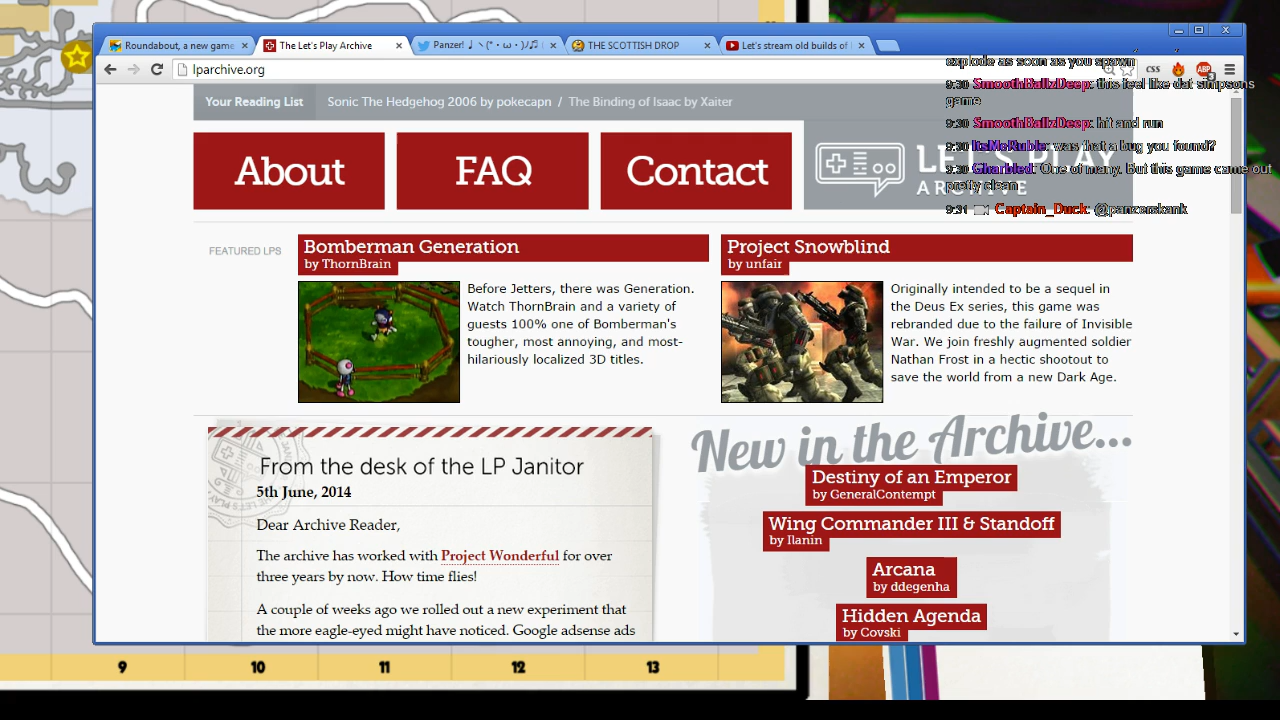 Roundabout, a new game
The Let's Play Archive
Panzer! ♩ヽ(*・ω・)ﾉ♫
THE SCOTTISH DROP
Let's stream old builds of
lparchive.org
CSS
ABP
explode as soon as you spawn
9:30 SmoothBallzDeep: this feel like dat simpsons
game
9:30 SmoothBallzDeep: hit and run
9:30 ItsMeRuble: was that a bug you found?
9:30 Gharbled: One of many. But this game came out
pretty clean
9:31 Captain_Duck: @panzerskank
Your Reading List
Sonic The Hedgehog 2006 by pokecapn / The Binding of Isaac by Xaiter
About
FAQ
Contact
LET'S PLAY
ARCHIVE
FEATURED LPS
Bomberman Generation
by ThornBrain
Before Jetters, there was Generation.
Watch ThornBrain and a variety of
guests 100% one of Bomberman's
tougher, most annoying, and most-
hilariously localized 3D titles.
Project Snowblind
by unfair
Originally intended to be a sequel in
the Deus Ex series, this game was
rebranded due to the failure of Invisible
War. We join freshly augmented soldier
Nathan Frost in a hectic shootout to
save the world from a new Dark Age.
From the desk of the LP Janitor
5th June, 2014
Dear Archive Reader,
The archive has worked with Project Wonderful for over
three years by now. How time flies!
A couple of weeks ago we rolled out a new experiment that
the more eagle-eyed might have noticed. Google adsense ads
New in the Archive...
Destiny of an Emperor
by GeneralContempt
Wing Commander III & Standoff
by Ilanin
Arcana
by ddegenha
Hidden Agenda
by Covski
9 10 11 12 13